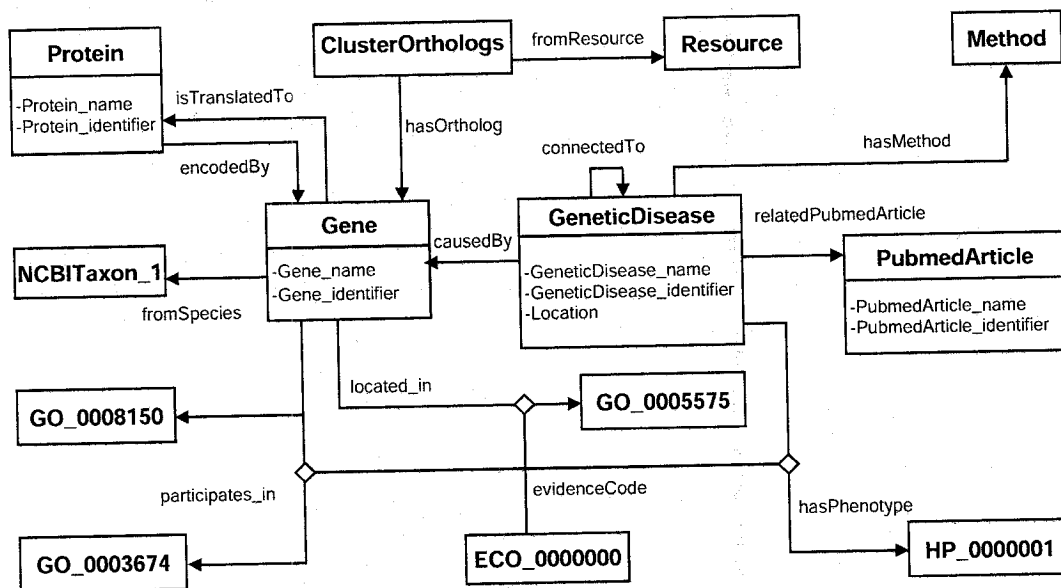 Protein
-Protein_name
-Protein_identifier
ClusterOrthologs
fromResource
Resource
Method
isTranslatedTo
hasOrtholog
encodedBy
connectedTo
hasMethod
Gene
-Gene_name
-Gene_identifier
causedBy
GeneticDisease
-GeneticDisease_name
-GeneticDisease_identifier
-Location
relatedPubmedArticle
PubmedArticle
-PubmedArticle_name
-PubmedArticle_identifier
NCBITaxon_1
fromSpecies
located_in
GO_0008150
GO_0005575
participates_in
evidenceCode
hasPhenotype
GO_0003674
ECO_0000000
HP_0000001